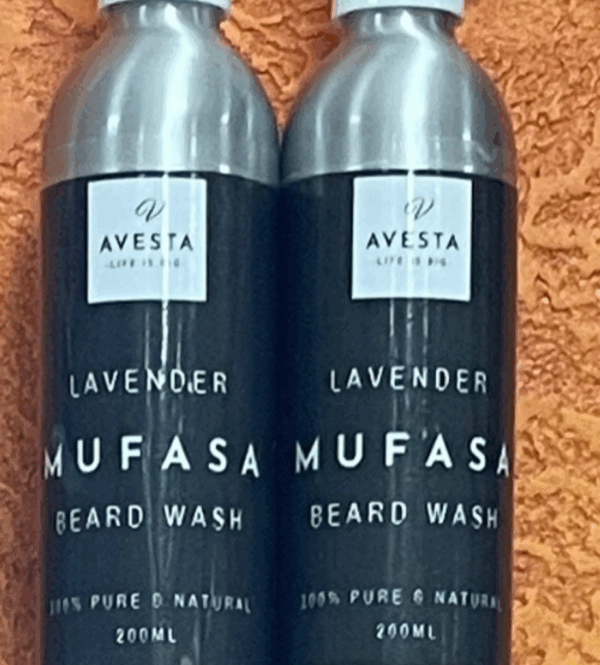 V
AVESTA
LIFE IS BIG
LAVENDER
MUFASA
BEARD WASH
100% PURE & NATURAL
200ML
V
AVESTA
LIFE IS BIG
LAVENDER
MUFASA
BEARD WASH
100% PURE & NATURAL
200ML